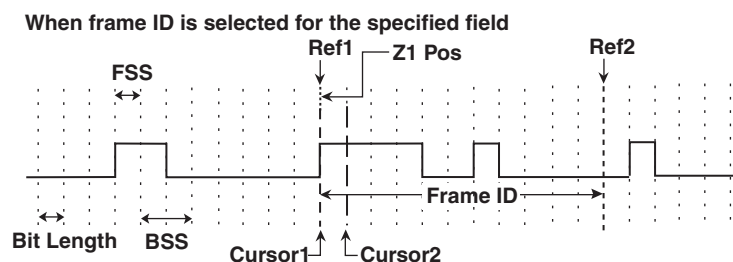 When frame ID is selected for the specified field
Ref1
Z1 Pos
Ref2
FSS
Frame ID
Bit Length
BSS
Cursor1
Cursor2